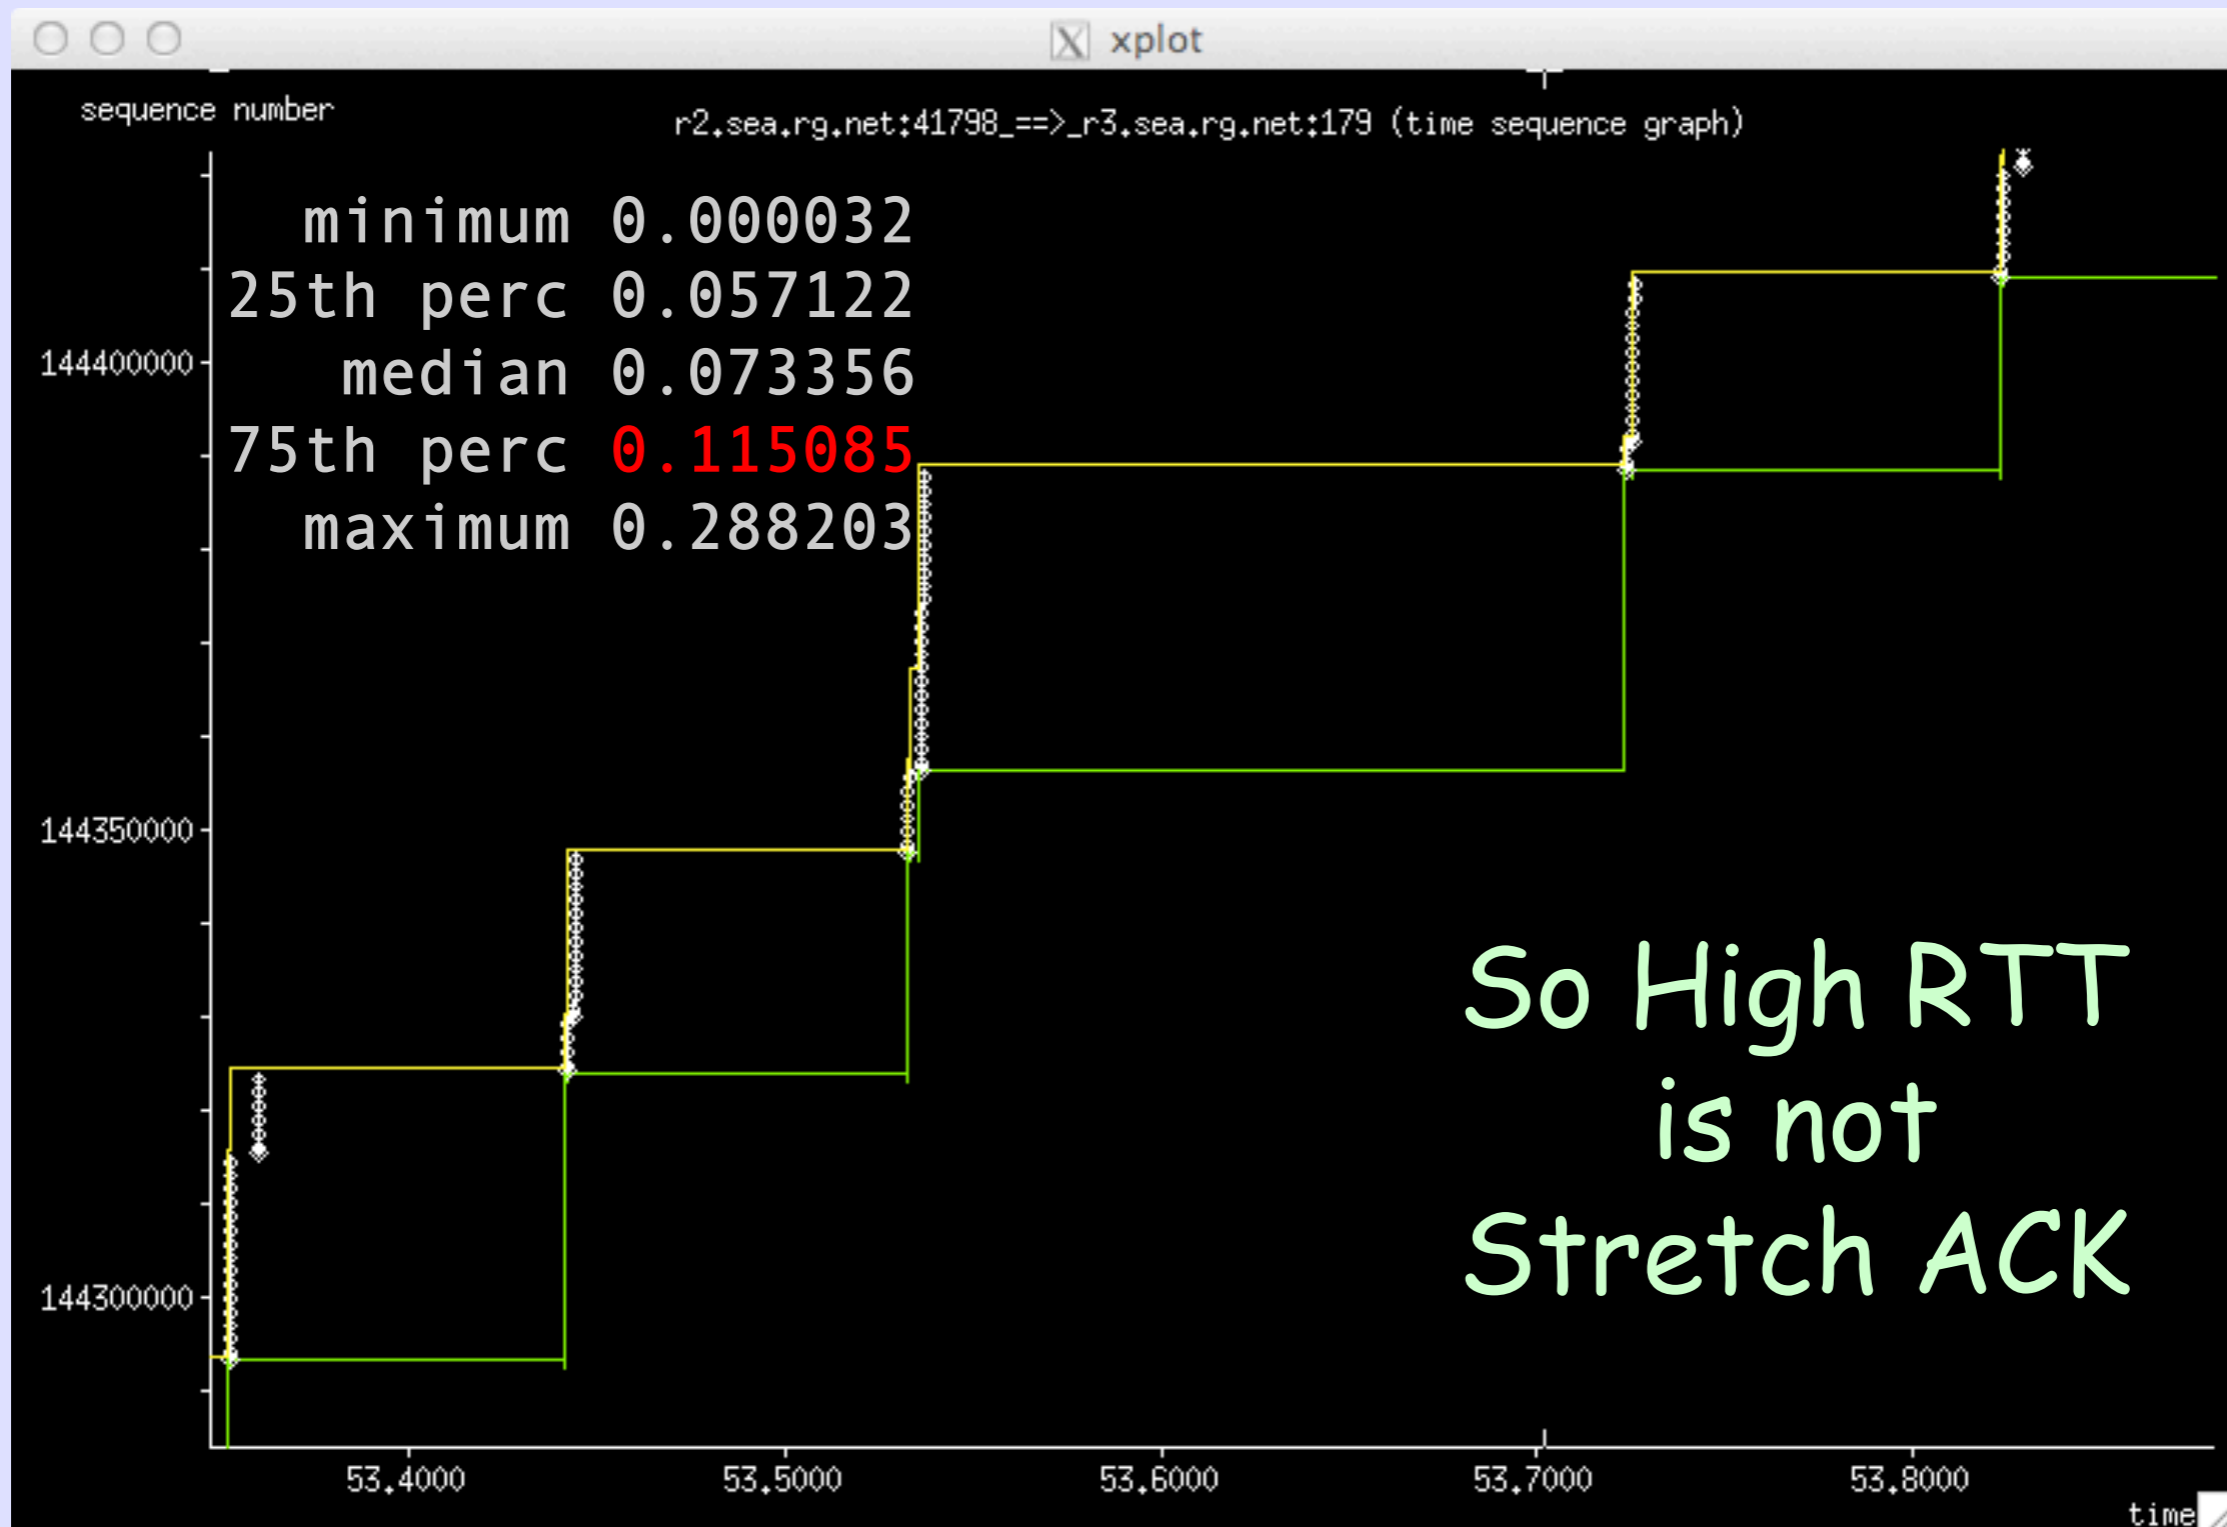 xplot
sequence number
r2.sea.rg.net:41798_==>_r3.sea.rg.net:179 (time sequence graph)
minimum 0.000032
25th perc 0.057122
median 0.073356
75th perc 0.115085
maximum 0.288203
144400000
144350000
144300000
So High RTT
is not
Stretch ACK
53.4000 53.5000 53.6000 53.7000 53.8000
time